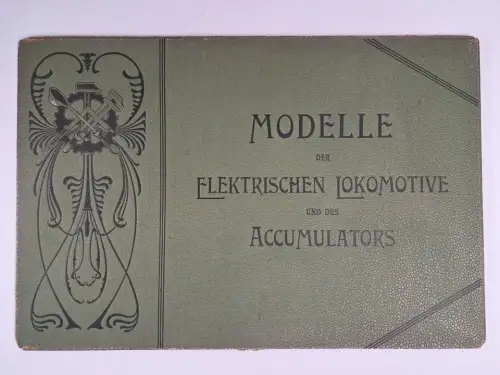 MODELLE
DER
ELEKTRISCHEN LOKOMOTIVE
UND DES
ACCUMULATORS